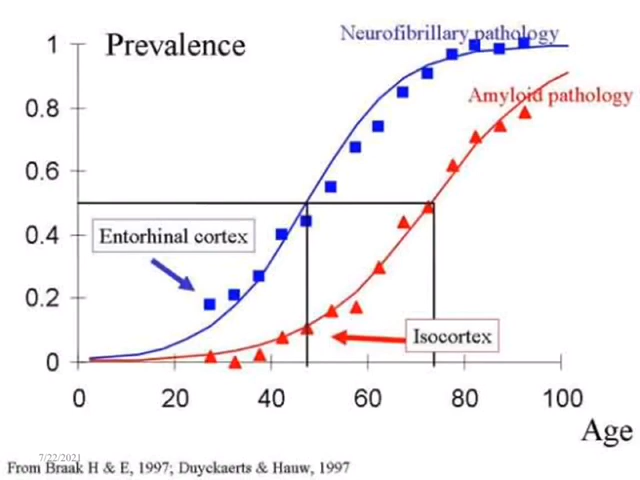 Prevalence
Neurofibrillary pathology
Amyloid pathology
1
0.8
0.6
0.4
0.2
0
Entorhinal cortex
Isocortex
0 20 40 60 80 100
Age
7/22/2021
From Braak H & E, 1997; Duyckaerts & Hauw, 1997